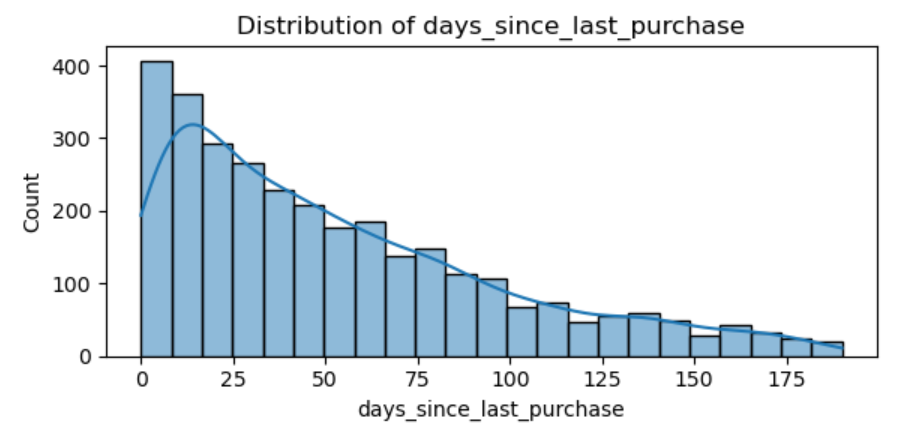 Distribution of days_since_last_purchase
400
300
200
100
0
Count
0 25 50 75 100 125 150 175
days_since_last_purchase